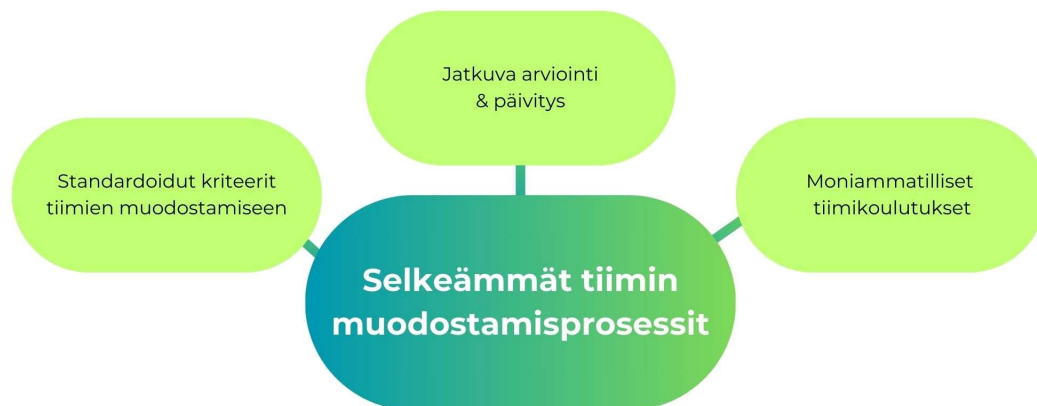 Jatkuva arviointi
& päivitys
Standardoidut kriteerit
tiimien muodostamiseen
Moniammatilliset
tiimikoulutukset
Selkeämmät tiimin
muodostamisprosessit